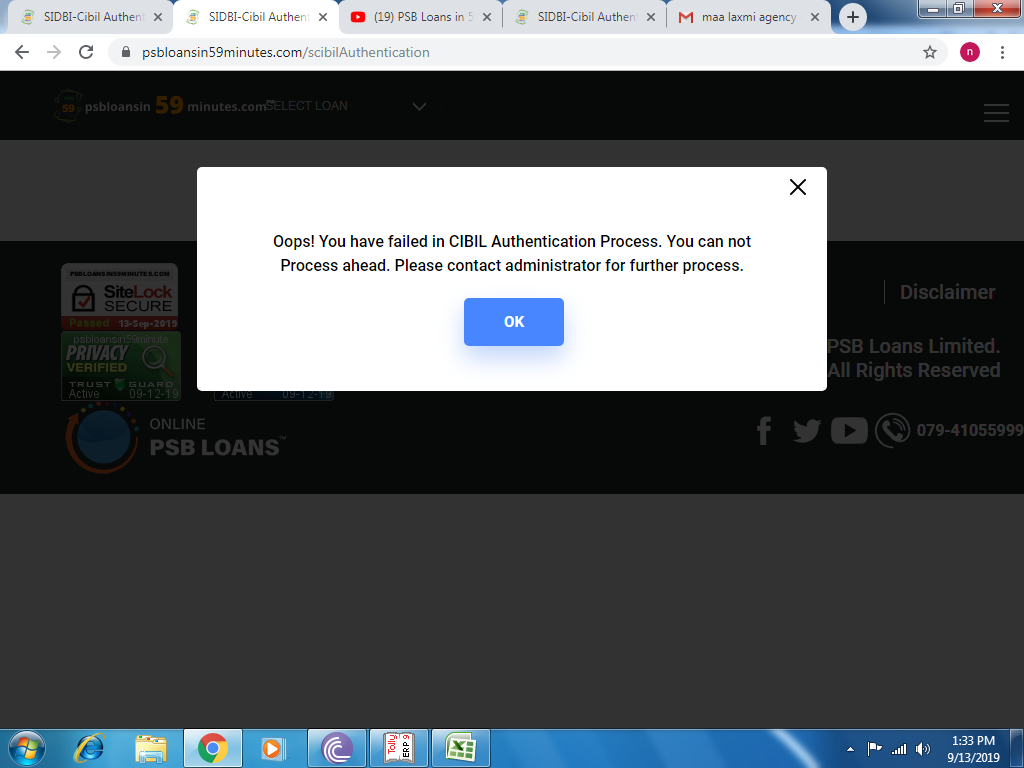 SIDBI-Cibil Authent
SIDBI-Cibil Authent
(19) PSB Loans in 5
SIDBI-Cibil Authent
maa laxmi agency
psbloansin59minutes.com/scibilAuthentication
n
59 psbloansin 59 minutes.com
SELECT LOAN
Oops! You have failed in CIBIL Authentication Process. You can not
Process ahead. Please contact administrator for further process.
OK
PSBLOANSIN59MINUTES.COM
SiteLock
SECURE
Passed 13-Sep-2019
psbloansin59minute
PRIVACY
VERIFIED
TRUST GUARD
Active 09-12-19
Active 09-12-19
Disclaimer
PSB Loans Limited.
All Rights Reserved
ONLINE
PSB LOANS™
079-41055999
Tally
ERP 9
1:33 PM
9/13/2019